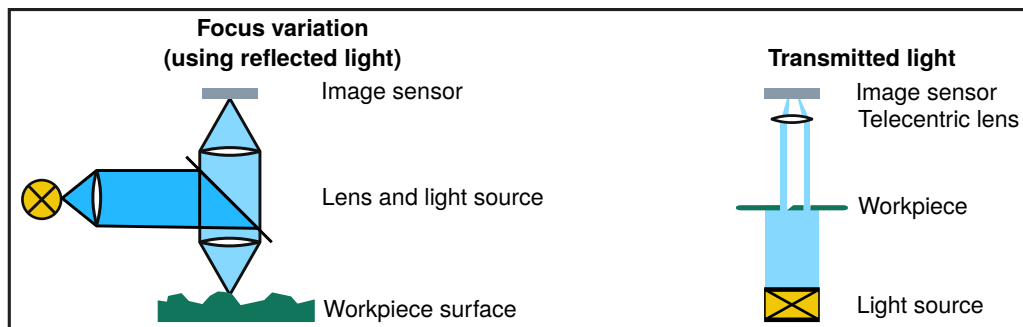 Focus variation
(using reflected light)
Image sensor
Lens and light source
Workpiece surface
Transmitted light
Image sensor
Telecentric lens
Workpiece
Light source